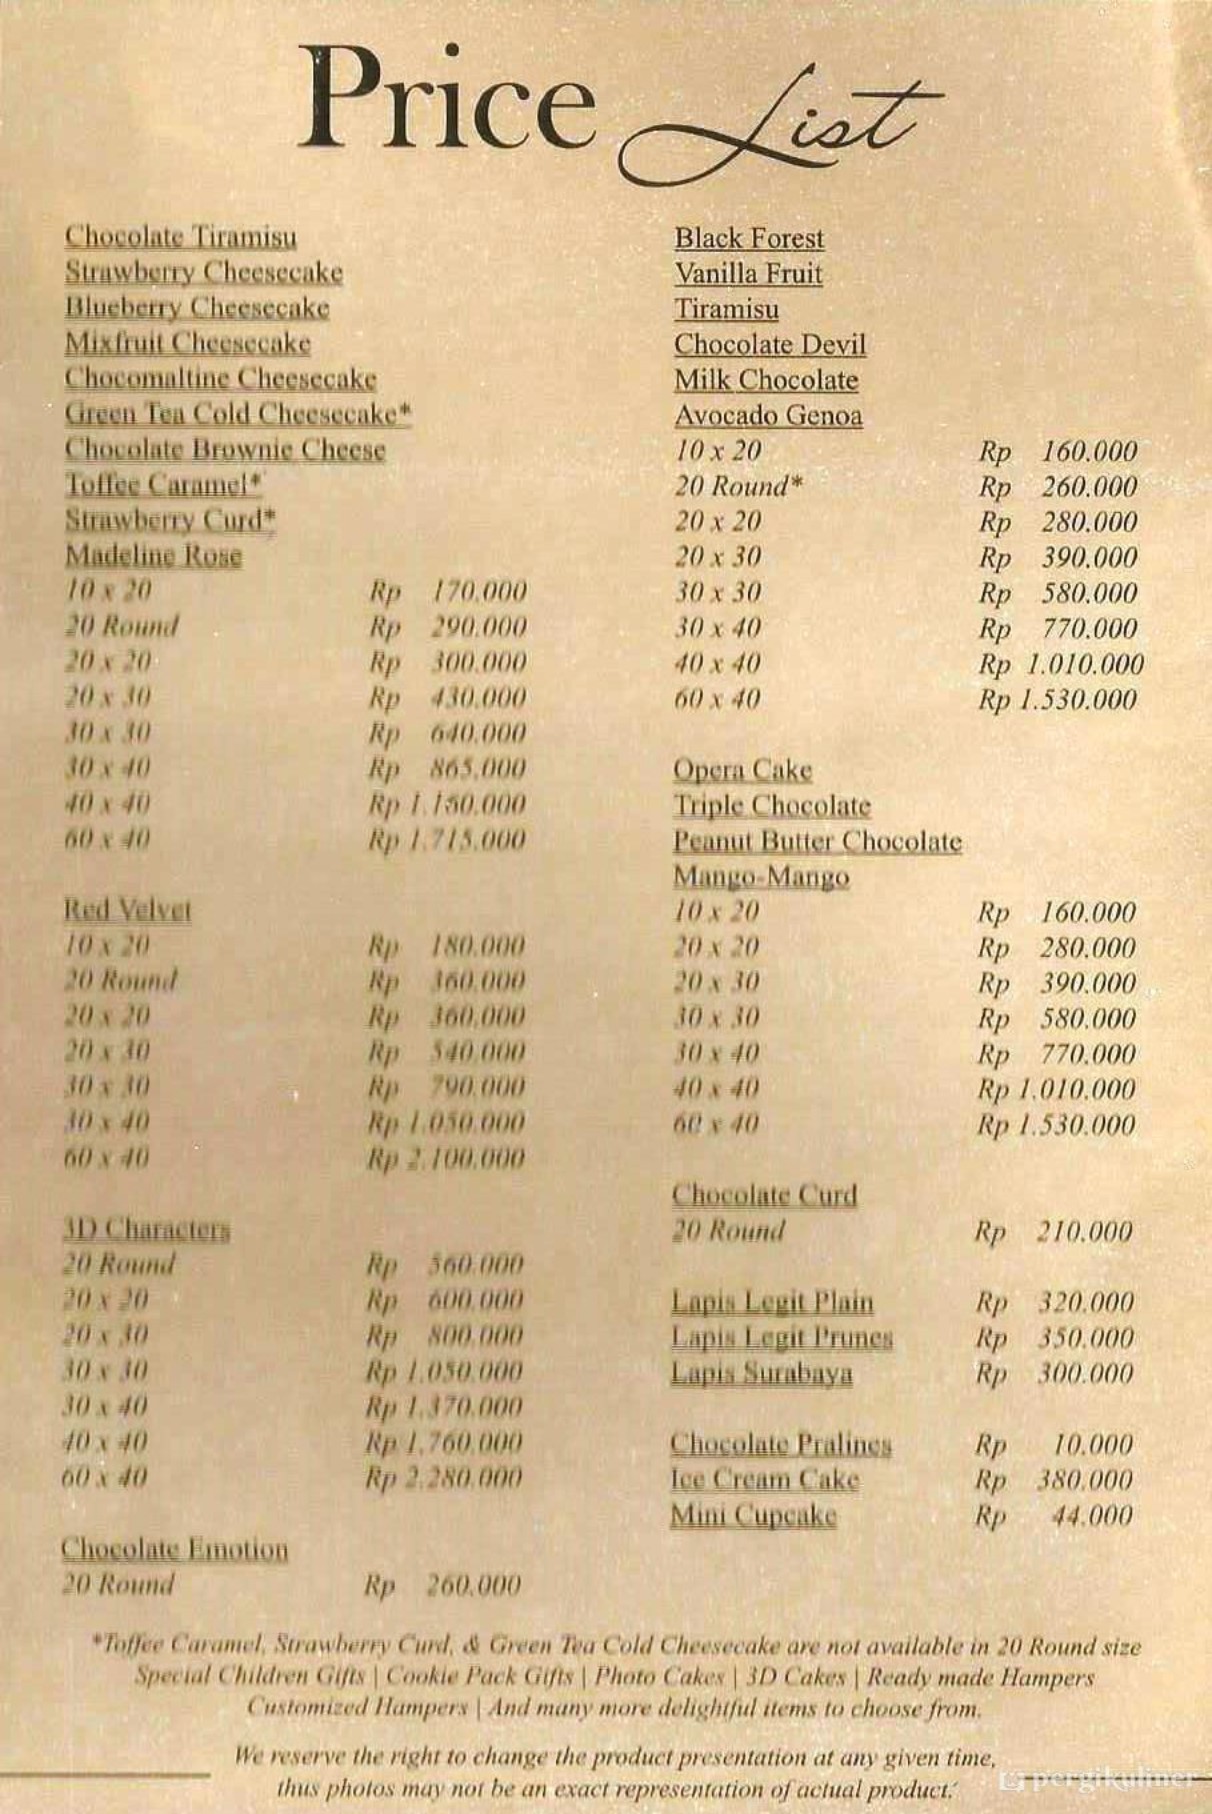 Price List
Chocolate Tiramisu
Strawberry Cheesecake
Blueberry Cheesecake
Mixfruit Cheesecake
Chocomaltine Cheesecake
Green Tea Cold Cheesecake*
Chocolate Brownie Cheese
Toffee Caramel*
Strawberry Curd*
Madeline Rose
10 x 20 Rp 170.000
20 Round Rp 290.000
20 x 20 Rp 300.000
20 x 30 Rp 430.000
30 x 30 Rp 640.000
30 x 40 Rp 865.000
40 x 40 Rp 1.150.000
60 x 40 Rp 1.715.000
Red Velvet
10 x 20 Rp 180.000
20 Round Rp 360.000
20 x 20 Rp 360.000
20 x 30 Rp 540.000
30 x 30 Rp 790.000
30 x 40 Rp 1.050.000
60 x 40 Rp 2.100.000
3D Characters
20 Round Rp 560.000
20 x 20 Rp 600.000
20 x 30 Rp 800.000
30 x 30 Rp 1.050.000
30 x 40 Rp 1.370.000
40 x 40 Rp 1.760.000
60 x 40 Rp 2.280.000
Chocolate Emotion
20 Round Rp 260.000
Black Forest
Vanilla Fruit
Tiramisu
Chocolate Devil
Milk Chocolate
Avocado Genoa
10 x 20 Rp 160.000
20 Round* Rp 260.000
20 x 20 Rp 280.000
20 x 30 Rp 390.000
30 x 30 Rp 580.000
30 x 40 Rp 770.000
40 x 40 Rp 1.010.000
60 x 40 Rp 1.530.000
Opera Cake
Triple Chocolate
Peanut Butter Chocolate
Mango-Mango
10 x 20 Rp 160.000
20 x 20 Rp 280.000
20 x 30 Rp 390.000
30 x 30 Rp 580.000
30 x 40 Rp 770.000
40 x 40 Rp 1.010.000
60 x 40 Rp 1.530.000
Chocolate Curd
20 Round Rp 210.000
Lapis Legit Plain Rp 320.000
Lapis Legit Prunes Rp 350.000
Lapis Surabaya Rp 300.000
Chocolate Pralines Rp 10.000
Ice Cream Cake Rp 380.000
Mini Cupcake Rp 44.000
*Toffee Caramel, Strawberry Curd, & Green Tea Cold Cheesecake are not available in 20 Round size
Special Children Gifts | Cookie Pack Gifts | Photo Cakes | 3D Cakes | Ready made Hampers
Customized Hampers | And many more delightful items to choose from.
We reserve the right to change the product presentation at any given time,
thus photos may not be an exact representation of actual product.
pergikuliner